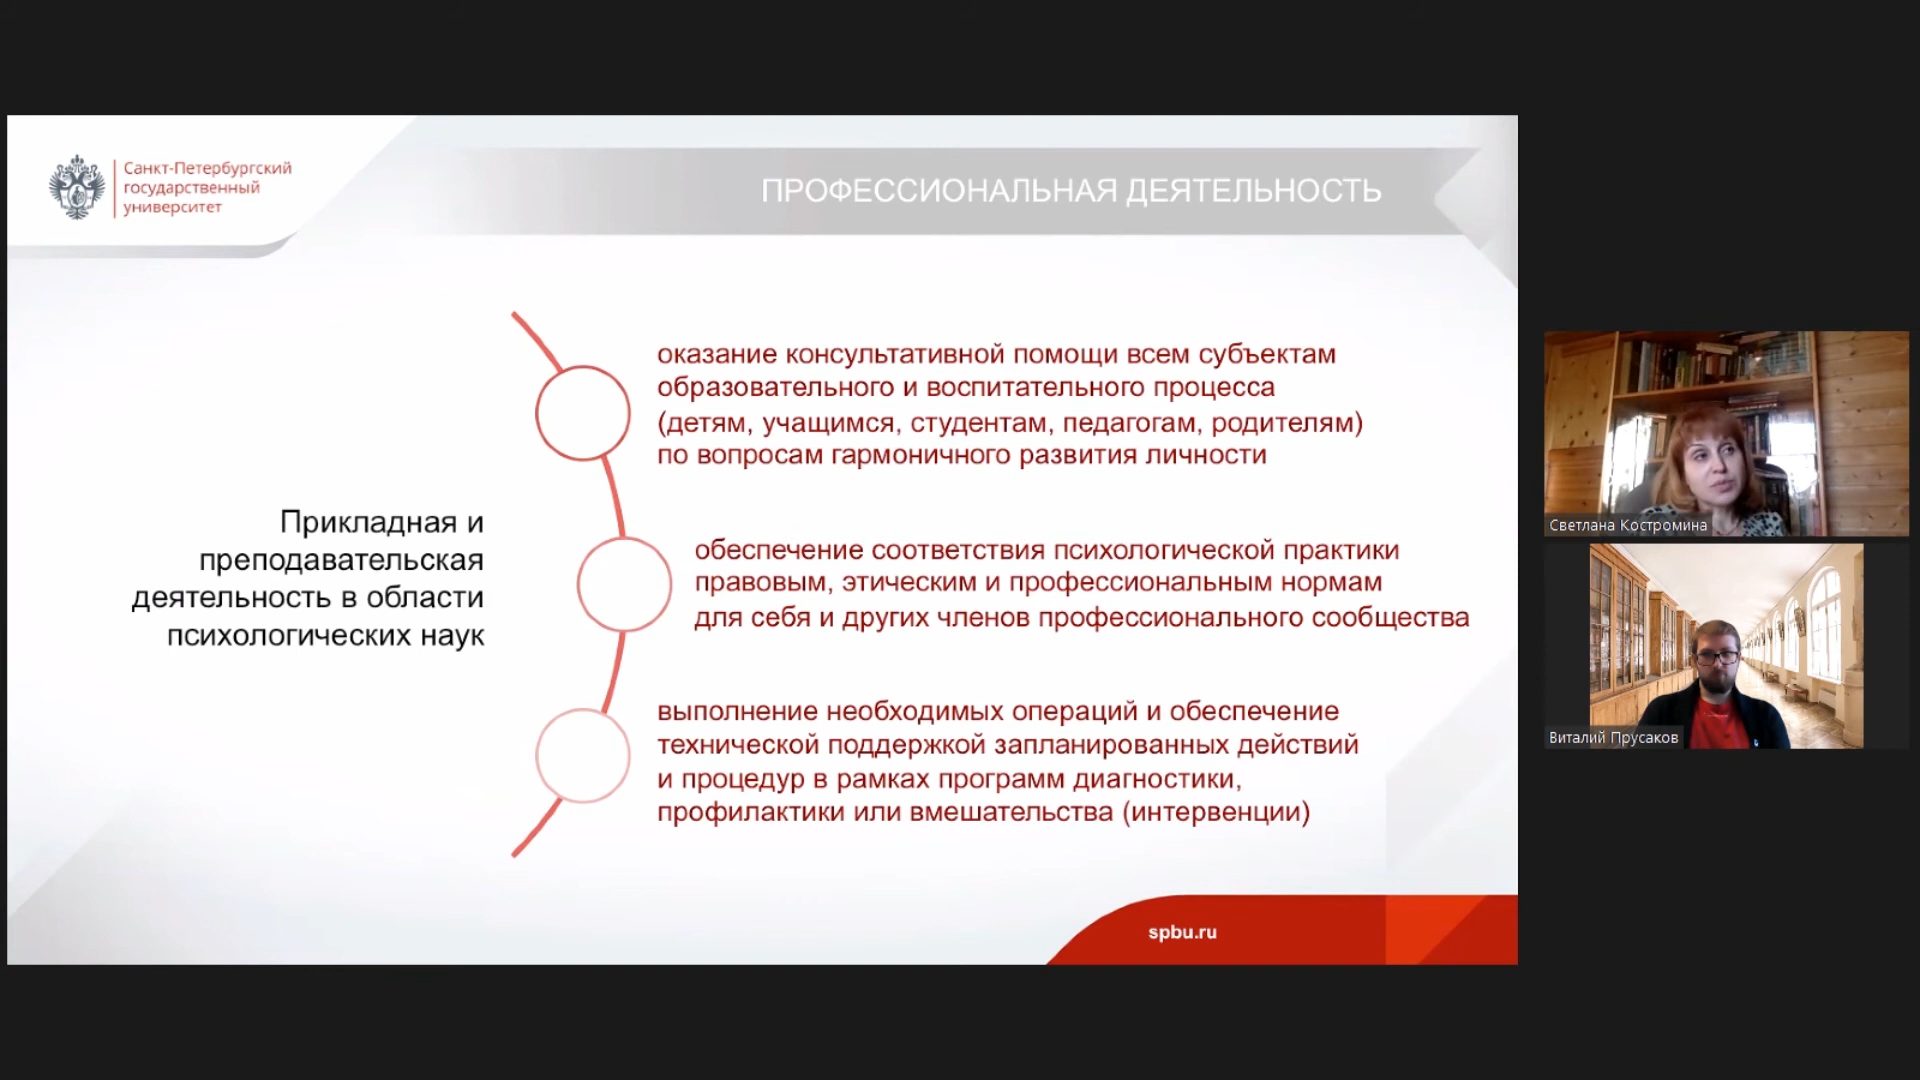 Санкт-Петербургский
государственный
университет
ПРОФЕССИОНАЛЬНАЯ ДЕЯТЕЛЬНОСТЬ
Прикладная и
преподавательская
деятельность в области
психологических наук
оказание консультативной помощи всем субъектам
образовательного и воспитательного процесса
(детям, учащимся, студентам, педагогам, родителям)
по вопросам гармоничного развития личности
обеспечение соответствия психологической практики
правовым, этическим и профессиональным нормам
для себя и других членов профессионального сообщества
выполнение необходимых операций и обеспечение
технической поддержкой запланированных действий
и процедур в рамках программ диагностики,
профилактики или вмешательства (интервенции)
spbu.ru
Светлана Костромина
Виталий Прусаков